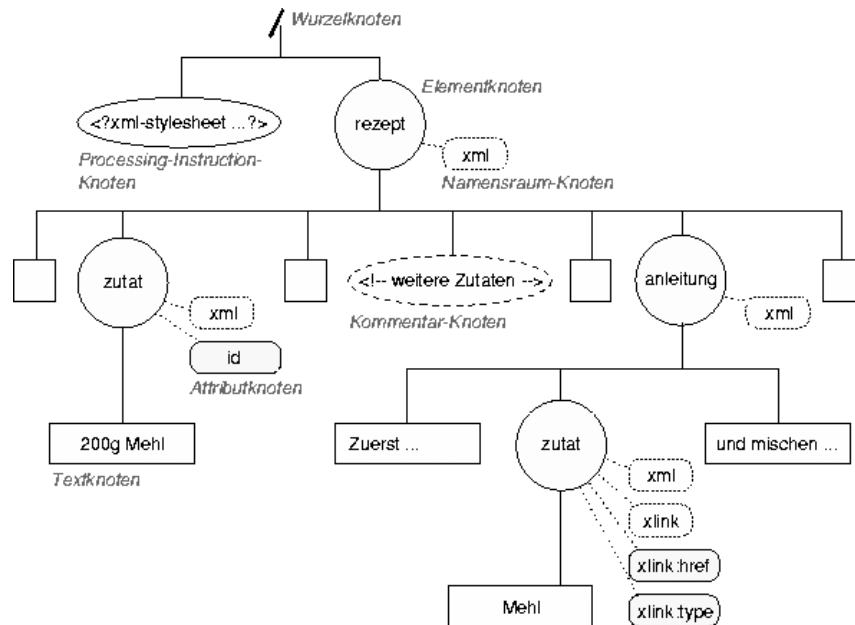 / Wurzelknoten
Elementknoten
<?xml-stylesheet ...?>
rezept
Processing-Instruction-
Knoten
xml
Namensraum-Knoten
zutat
<!-- weitere Zutaten -->
anleitung
xml
xml
Kommentar-Knoten
id
Attributknoten
200g Mehl
Zuerst ...
zutat
und mischen ...
Textknoten
xml
xlink
xlink:href
Mehl
xlink:type